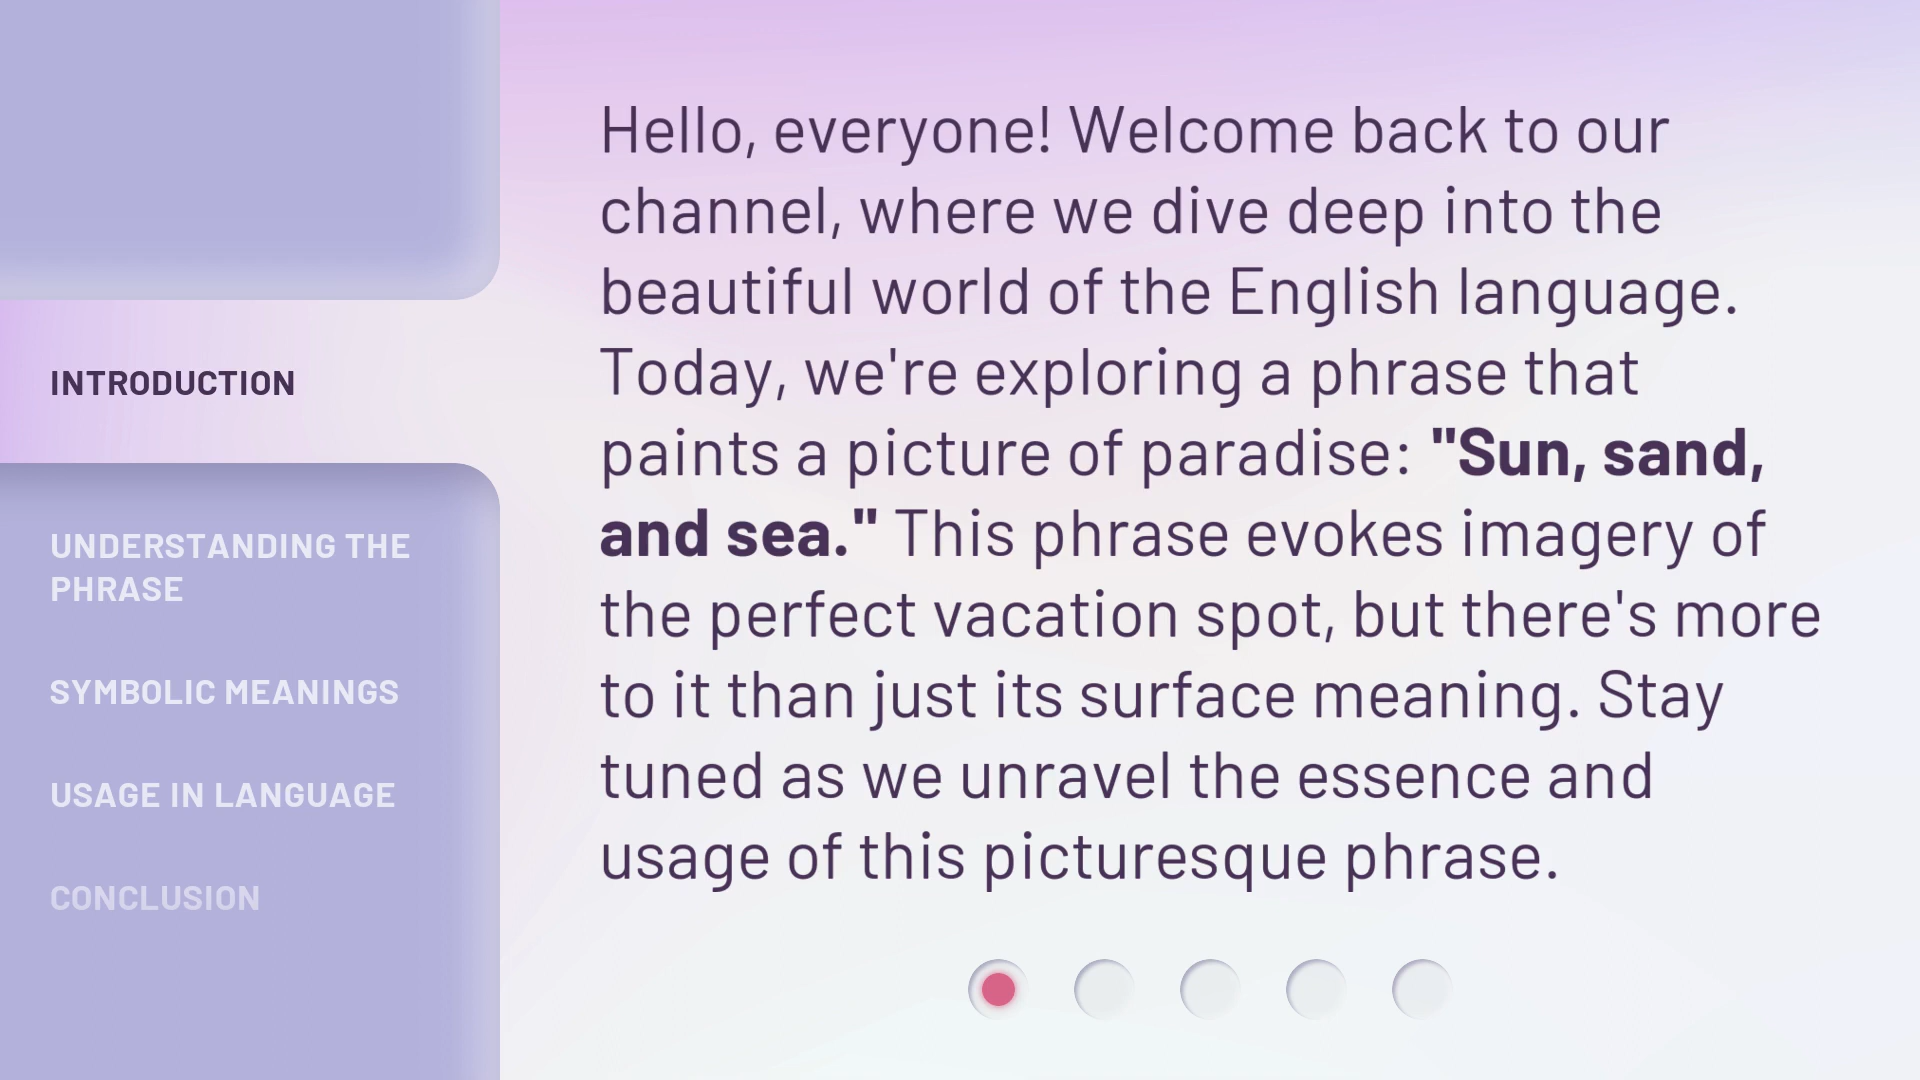 INTRODUCTION
UNDERSTANDING THE
PHRASE
SYMBOLIC MEANINGS
USAGE IN LANGUAGE
CONCLUSION
Hello, everyone! Welcome back to our
channel, where we dive deep into the
beautiful world of the English language.
Today, we're exploring a phrase that
paints a picture of paradise: "Sun, sand,
and sea." This phrase evokes imagery of
the perfect vacation spot, but there's more
to it than just its surface meaning. Stay
tuned as we unravel the essence and
usage of this picturesque phrase.